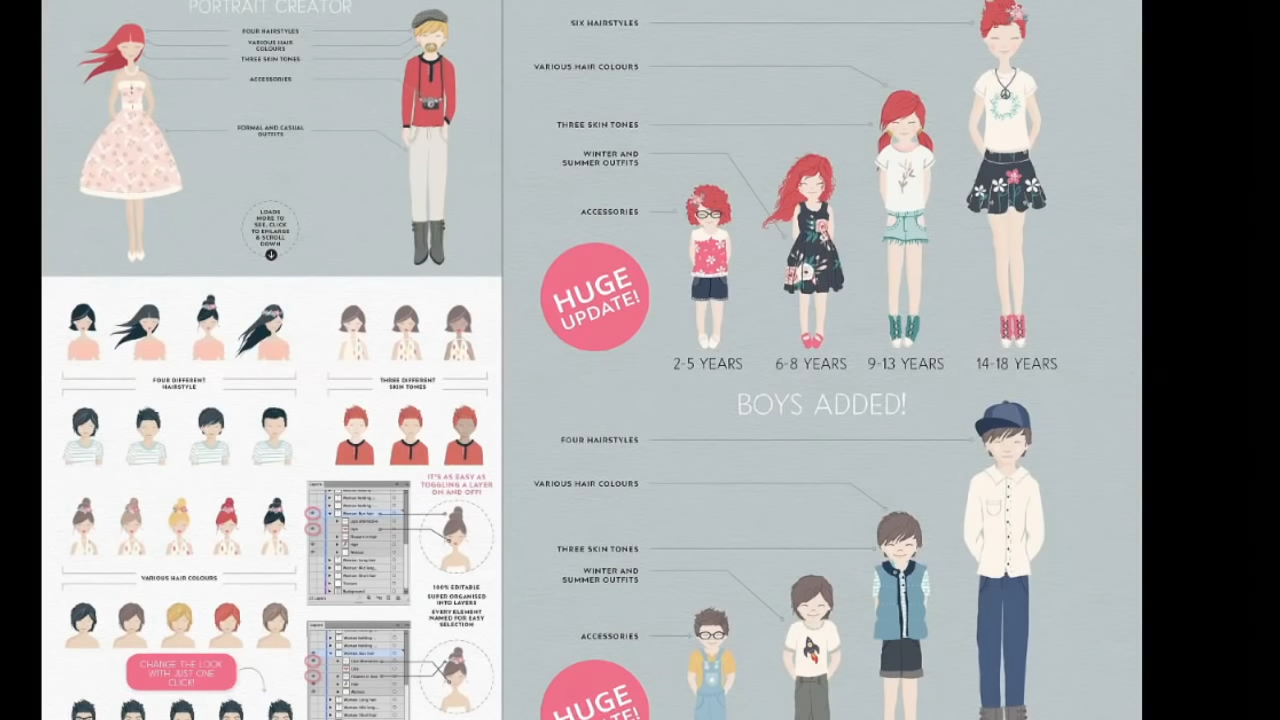 PORTRAIT CREATOR
FOUR HAIRSTYLES
VARIOUS HAIR
COLOURS
THREE SKIN TONES
ACCESSORIES
FORMAL AND CASUAL
OUTFITS
LOADS
MORE TO
SEE, CLICK
TO ENLARGE
& SCROLL
DOWN
FOUR DIFFERENT
HAIRSTYLE
THREE DIFFERENT
SKIN TONES
IT'S AS EASY AS
TOGGLING A LAYER
ON AND OFF!
VARIOUS HAIR COLOURS
100% EDITABLE
SUPER ORGANISED
INTO LAYERS
EVERY ELEMENT
NAMED FOR EASY
SELECTION
CHANGE THE LOOK
WITH JUST ONE
CLICK!
SIX HAIRSTYLES
VARIOUS HAIR COLOURS
THREE SKIN TONES
WINTER AND
SUMMER OUTFITS
ACCESSORIES
HUGE
UPDATE!
2-5 YEARS
6-8 YEARS
9-13 YEARS
14-18 YEARS
BOYS ADDED!
FOUR HAIRSTYLES
VARIOUS HAIR COLOURS
THREE SKIN TONES
WINTER AND
SUMMER OUTFITS
ACCESSORIES
HUGE
UPDATE!